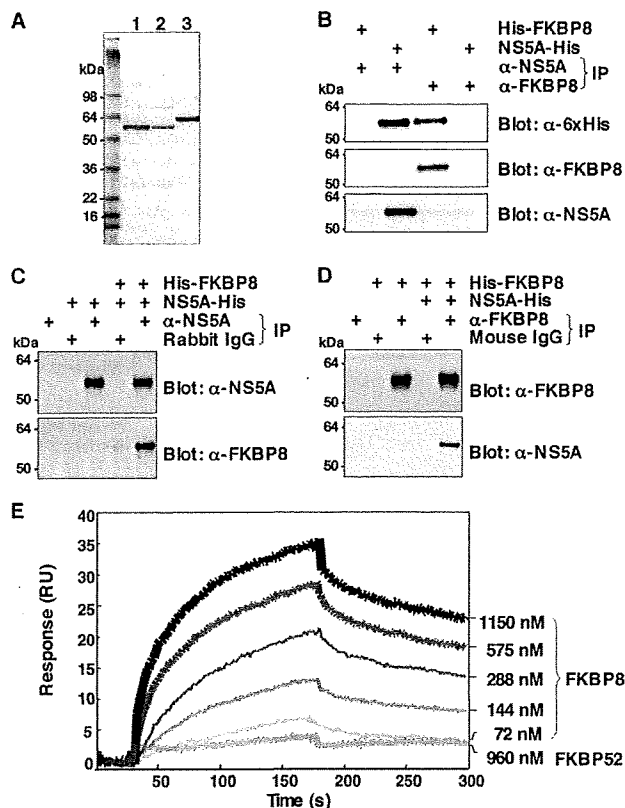 A
1 2 3
kDa
98
64
50
36
22
16
B
+ + His-FKBP8
+ + NS5A-His
+ + α-NS5A
+ + α-FKBP8
IP
kDa
64
50
Blot: α-6xHis
64
50
Blot: α-FKBP8
64
50
Blot: α-NS5A
C
+ + His-FKBP8
+ + + + NS5A-His
+ + + α-NS5A
+ + Rabbit IgG
IP
kDa
64
50
Blot: α-NS5A
64
50
Blot: α-FKBP8
D
+ + + + His-FKBP8
+ + NS5A-His
+ + + α-FKBP8
+ + Mouse IgG
IP
kDa
64
50
Blot: α-FKBP8
64
50
Blot: α-NS5A
E
Response (RU)
40
35
30
25
20
15
10
5
0
50 100 150 200 250 300
Time (s)
1150 nM
575 nM
288 nM
144 nM
72 nM
FKBP8
960 nM FKBP52